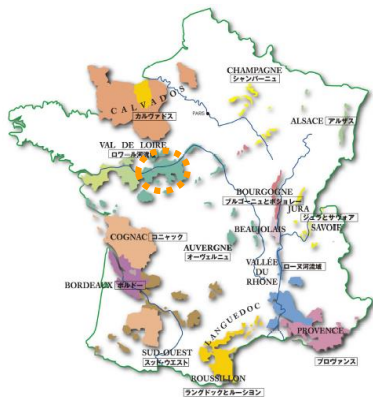 CHAMPAGNE
シャンパーニュ
CALVADOS
カルヴァドス
PARIS
ALSACE アルザス
VAL DE LOIRE
ロワール河流域
BOURGOGNE
ブルゴーニュとボジョレー
JURA
ジュラとサヴォア
SAVOIE
BEAUJOLAIS
COGNAC コニャック
AUVERGNE
オーヴェルニュ
VALLÉE
DU
RHÔNE
ローヌ河流域
BORDEAUX ボルドー
LANGUEDOC
PROVENCE
プロヴァンス
SUD-OUEST
スッド・ウエスト
ROUSSILLON
ラングドックとルーション